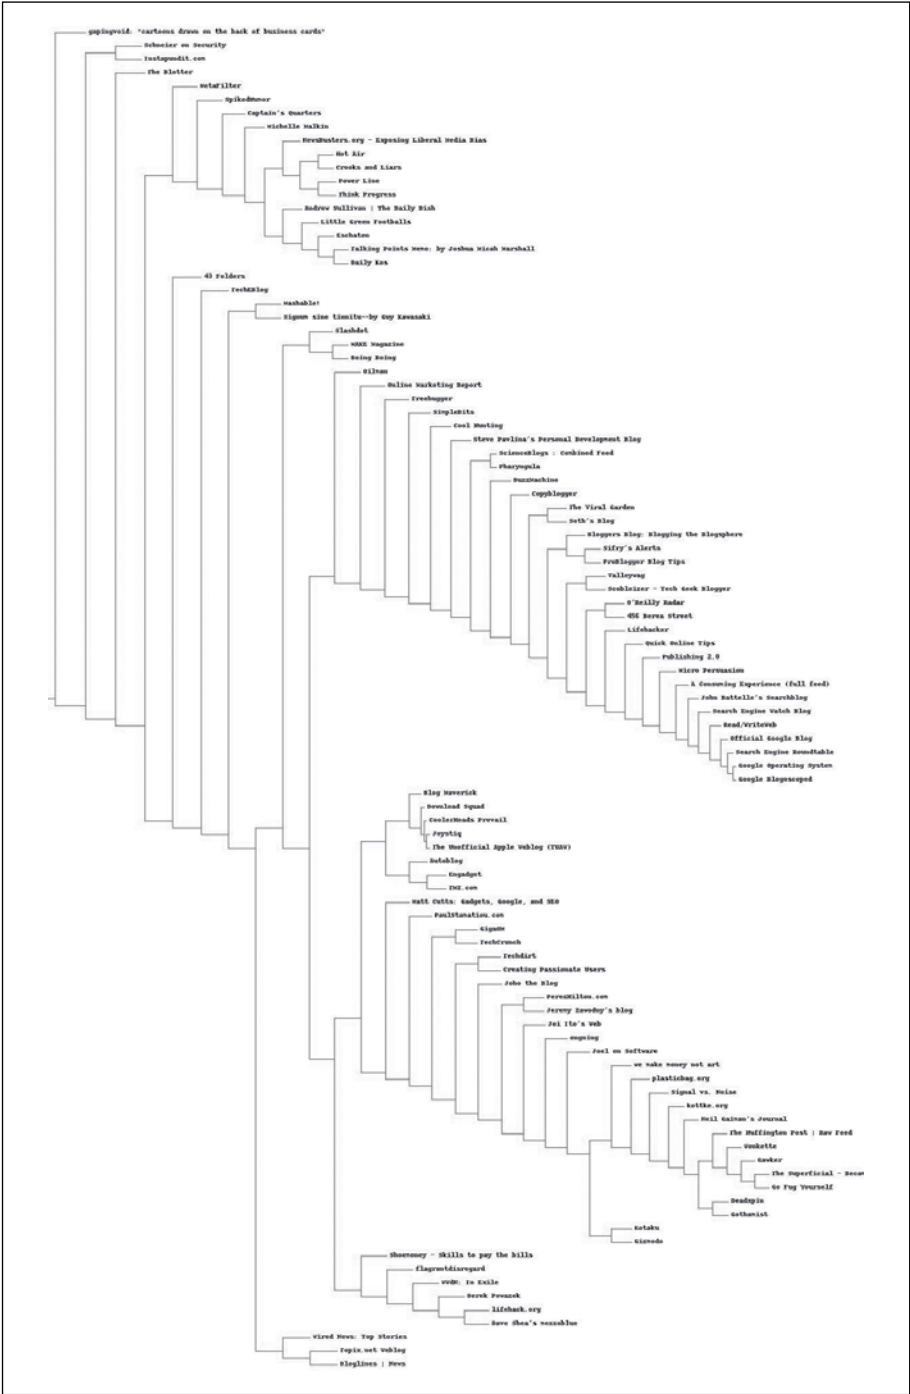 gapingvoid: "cartoons drawn on the back of business cards"
Schneier on Security
Instapundit.com
The Blotter
MetaFilter
SpikedHumor
Captain's Quarters
Michelle Malkin
NewsBusters.org - Exposing Liberal Media Bias
Hot Air
Crooks and Liars
Power Line
Think Progress
Andrew Sullivan | The Daily Dish
Little Green Footballs
Eschaton
Talking Points Memo: by Joshua Micah Marshall
Daily Kos
43 Folders
TechEBlog
Mashable!
Signum sine tinnitu--by Guy Kawasaki
Slashdot
MAKE Magazine
Boing Boing
Oilman
Online Marketing Report
Treehugger
SimpleBits
Cool Hunting
Steve Pavlina's Personal Development Blog
ScienceBlogs : Combined Feed
Pharyngula
BuzzMachine
Copyblogger
The Viral Garden
Seth's Blog
Bloggers Blog: Blogging the Blogsphere
Sifry's Alerts
ProBlogger Blog Tips
Valleywag
Scobleizer - Tech Geek Blogger
O'Reilly Radar
456 Berea Street
Lifehacker
Quick Online Tips
Publishing 2.0
Micro Persuasion
A Consuming Experience (full feed)
John Battelle's Searchblog
Search Engine Watch Blog
Read/WriteWeb
Official Google Blog
Search Engine Roundtable
Google Operating System
Google Blogoscoped
Blog Maverick
Download Squad
CoolerHeads Prevail
Joystiq
The Unofficial Apple Weblog (TUAW)
Autoblog
Engadget
TMZ.com
Matt Cutts: Gadgets, Google, and SEO
PaulStamatiou.com
GigaOM
TechCrunch
Techdirt
Creating Passionate Users
Joho the Blog
PerezHilton.com
Jeremy Zawodny's blog
Joi Ito's Web
ongoing
Joel on Software
we make money not art
plasticbag.org
Signal vs. Noise
kottke.org
Neil Gaiman's Journal
The Huffington Post | Raw Feed
Wonkette
Gawker
The Superficial - Becau
Go Fug Yourself
Deadspin
Gothamist
Kotaku
Gizmodo
Shoemoney - Skills to pay the bills
flagrantdisregard
WWdN: In Exile
Derek Powazek
lifehack.org
Dave Shea's mezzoblue
Wired News: Top Stories
Topix.net Weblog
Bloglines | News